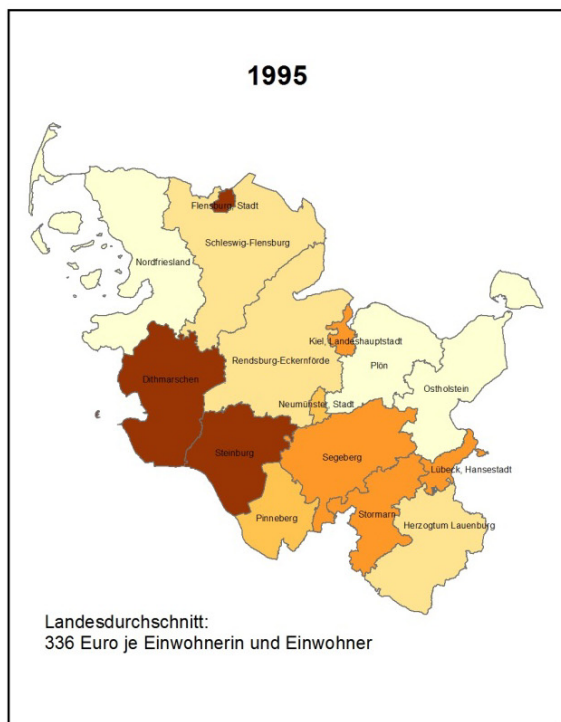 1995
Flensburg, Stadt
Schleswig-Flensburg
Nordfriesland
Kiel, Landeshauptstadt
Rendsburg-Eckernförde
Plön
Dithmarschen
Ostholstein
Neumünster, Stadt
Steinburg
Segeberg
Lübeck, Hansestadt
Stormarn
Pinneberg
Herzogtum Lauenburg
Landesdurchschnitt:
336 Euro je Einwohnerin und Einwohner